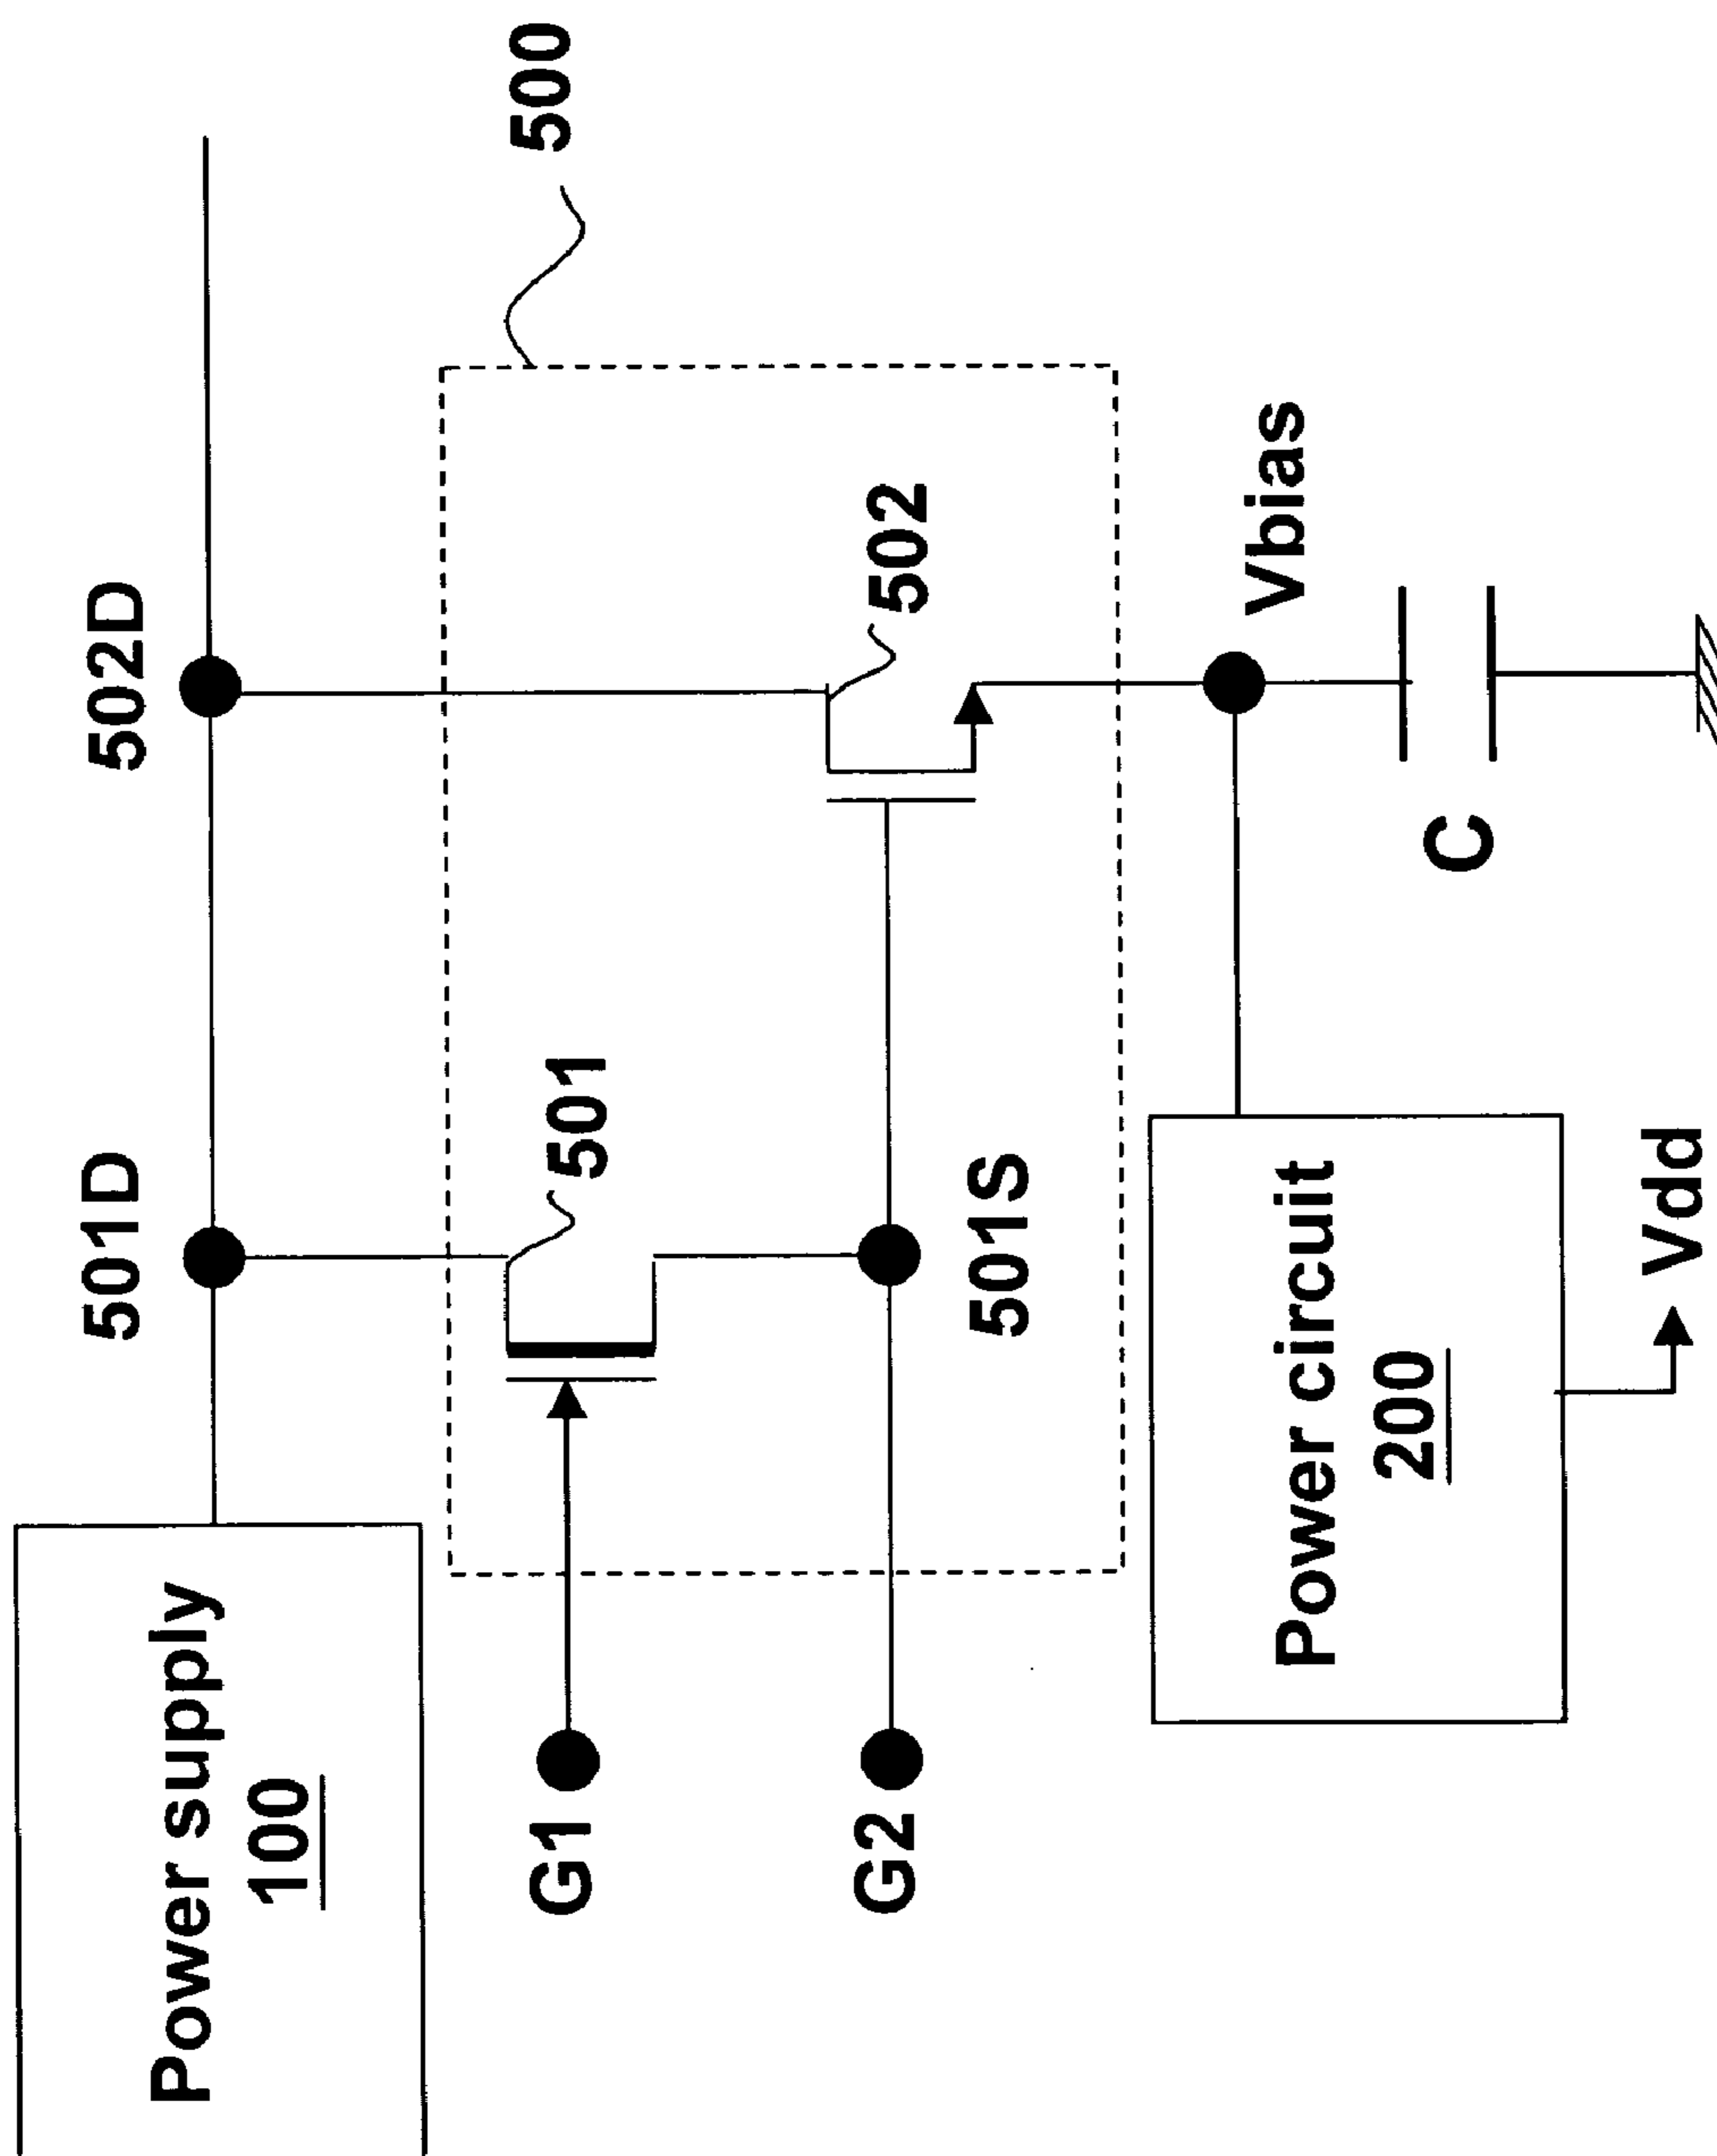 Power supply
100
501D
502D
500
G1
501
502
G2
501S
Vbias
Power circuit
200
C
Vdd